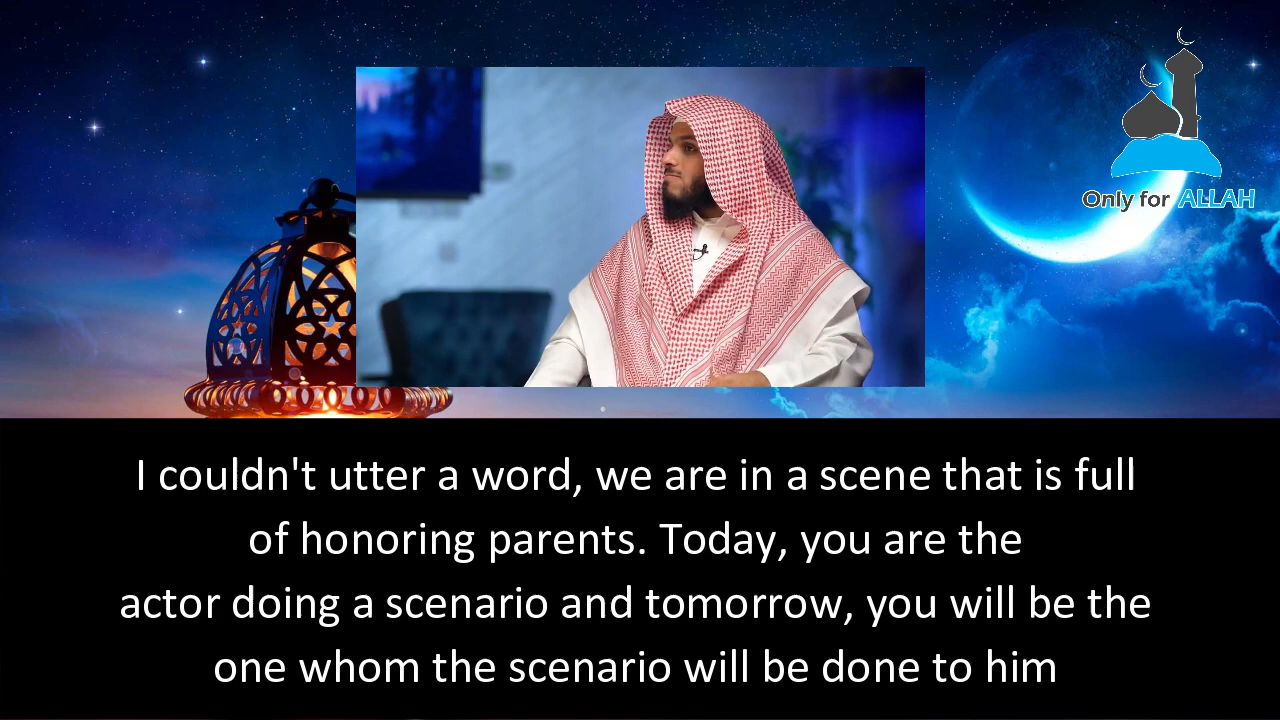 Only for ALLAH
I couldn't utter a word, we are in a scene that is full
of honoring parents. Today, you are the
actor doing a scenario and tomorrow, you will be the
one whom the scenario will be done to him